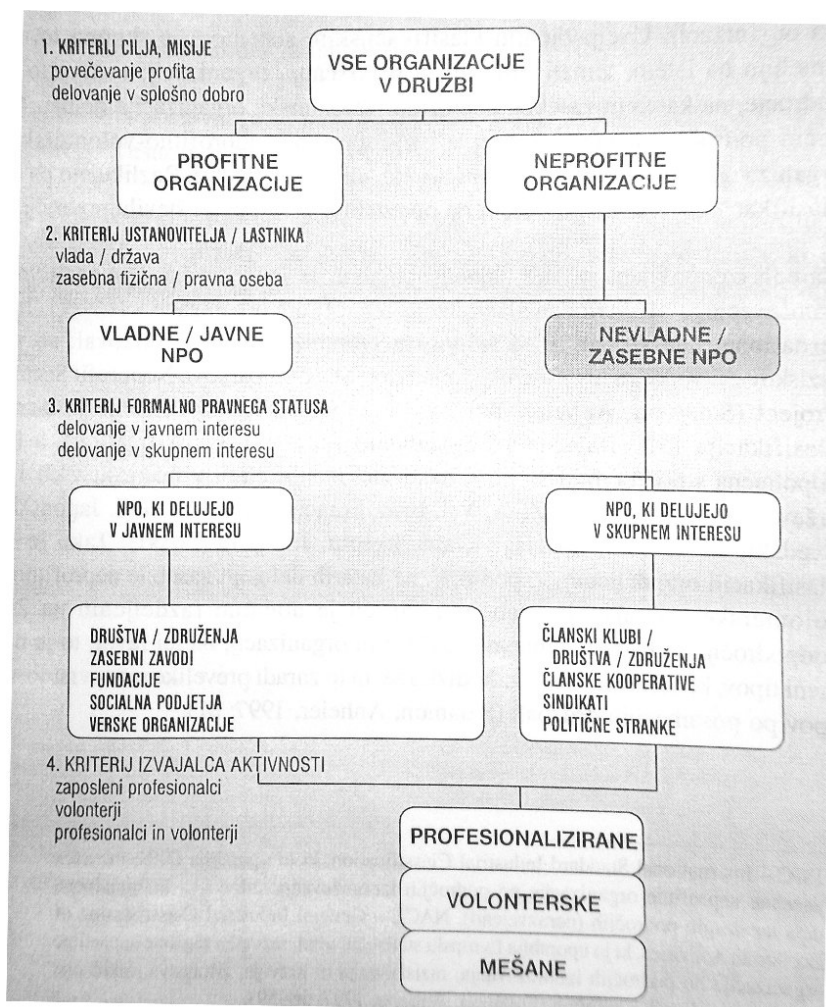 1. KRITERIJ CILJA, MISIJE
povečevanje profita
delovanje v splošno dobro
VSE ORGANIZACIJE
V DRUŽBI
PROFITNE
ORGANIZACIJE
NEPROFITNE
ORGANIZACIJE
2. KRITERIJ USTANOVITELJA / LASTNIKA
vlada / država
zasebna fizična / pravna oseba
VLADNE / JAVNE
NPO
NEVLADNE /
ZASEBNE NPO
3. KRITERIJ FORMALNO PRAVNEGA STATUSA
delovanje v javnem interesu
delovanje v skupnem interesu
NPO, KI DELUJEJO
V JAVNEM INTERESU
NPO, KI DELUJEJO
V SKUPNEM INTERESU
DRUŠTVA / ZDRUŽENJA
ZASEBNI ZAVODI
FUNDACIJE
SOCIALNA PODJETJA
VERSKE ORGANIZACIJE
ČLANSKI KLUBI /
DRUŠTVA / ZDRUŽENJA
ČLANSKE KOOPERATIVE
SINDIKATI
POLITIČNE STRANKE
4. KRITERIJ IZVAJALCA AKTIVNOSTI
zaposleni profesionalci
volonterji
profesionalci in volonterji
PROFESIONALIZIRANE
VOLONTERSKE
MEŠANE